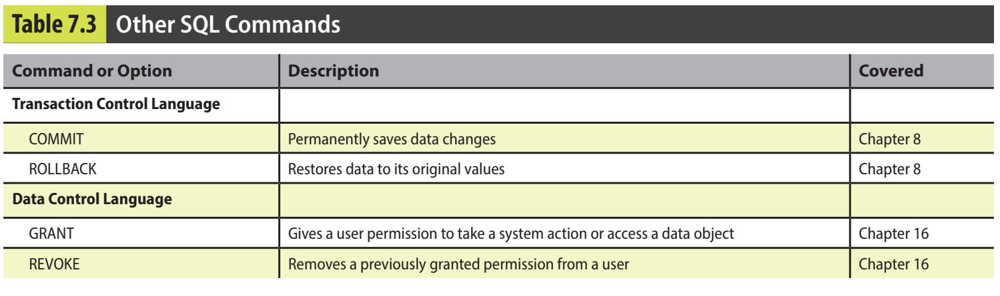 Table 7.3 Other SQL Commands
Command or Option Description Covered
Transaction Control Language
COMMIT Permanently saves data changes Chapter 8
ROLLBACK Restores data to its original values Chapter 8
Data Control Language
GRANT Gives a user permission to take a system action or access a data object Chapter 16
REVOKE Removes a previously granted permission from a user Chapter 16